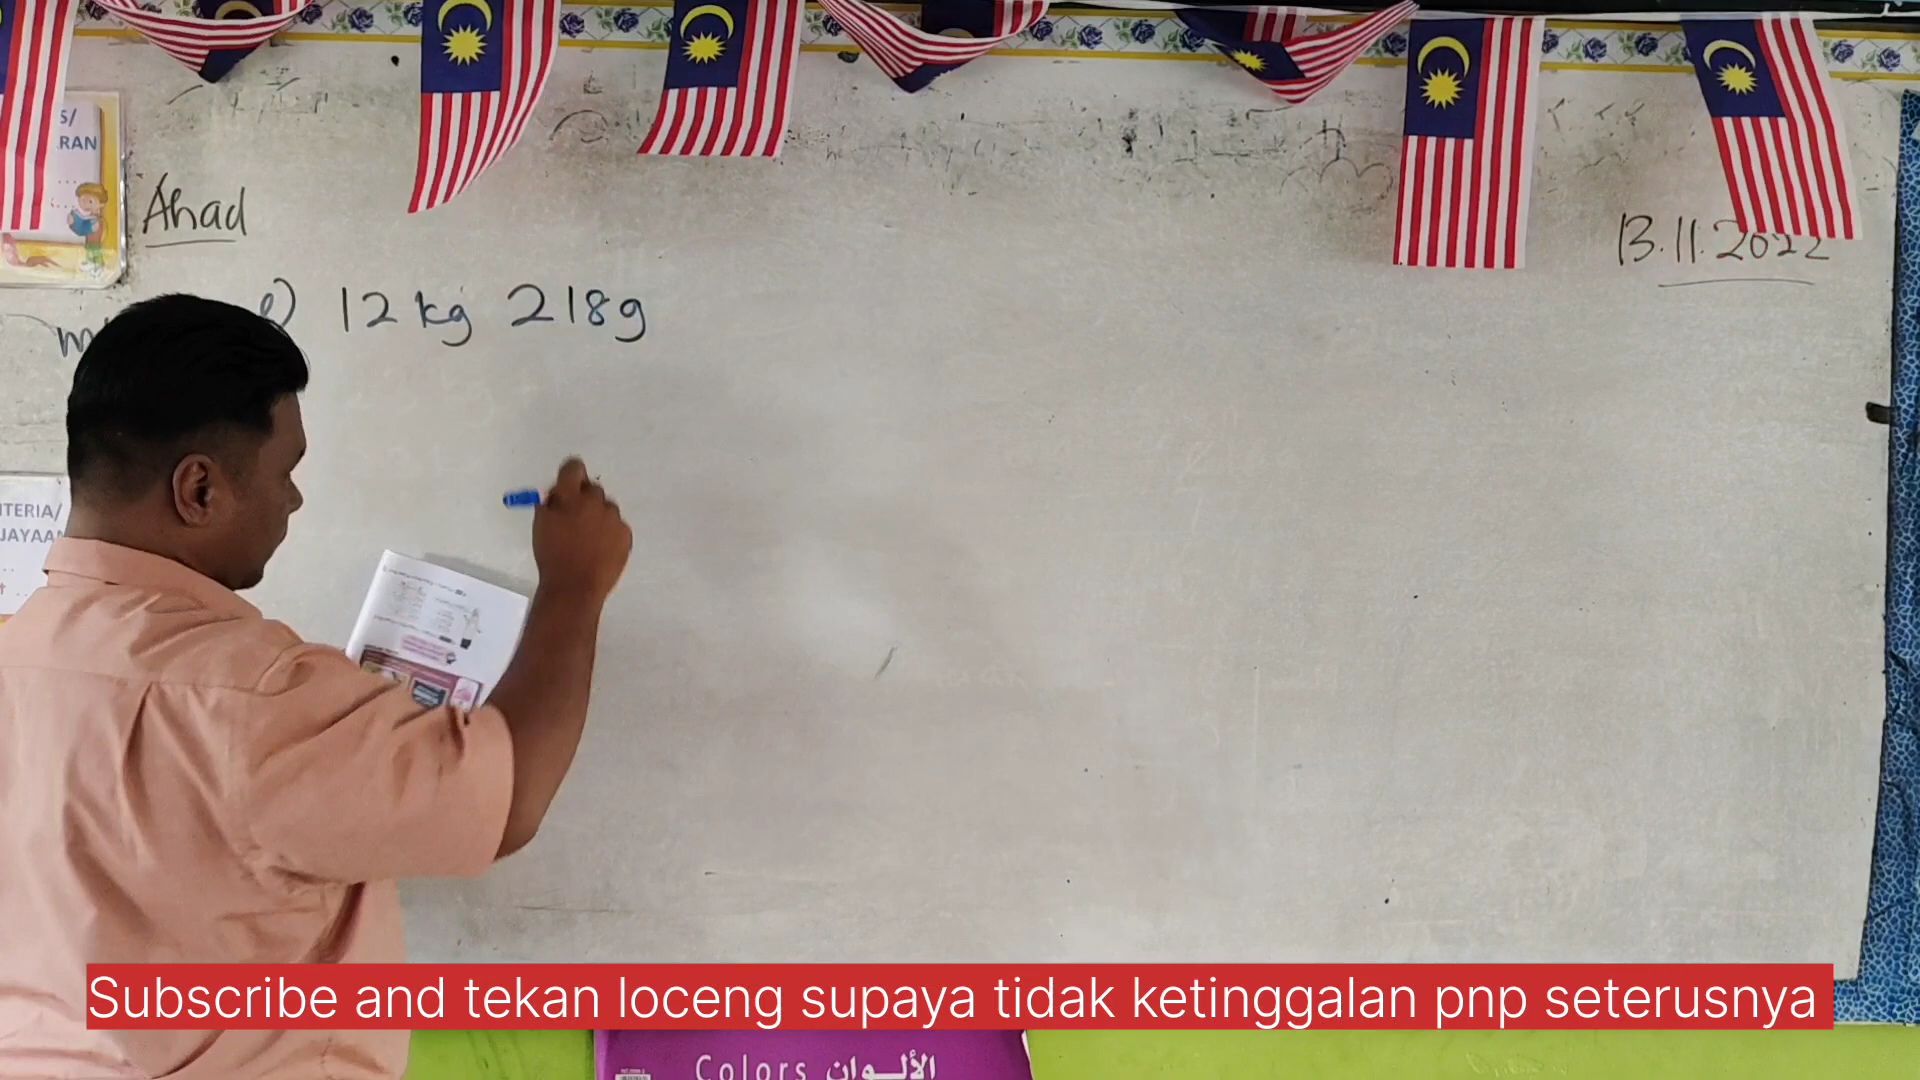 S/
RAN
Ahad
13.11.2022
e) 12 kg 218g
ITERIA/
JAYAA
Subscribe and tekan loceng supaya tidak ketinggalan pnp seterusnya
Colors الألوان